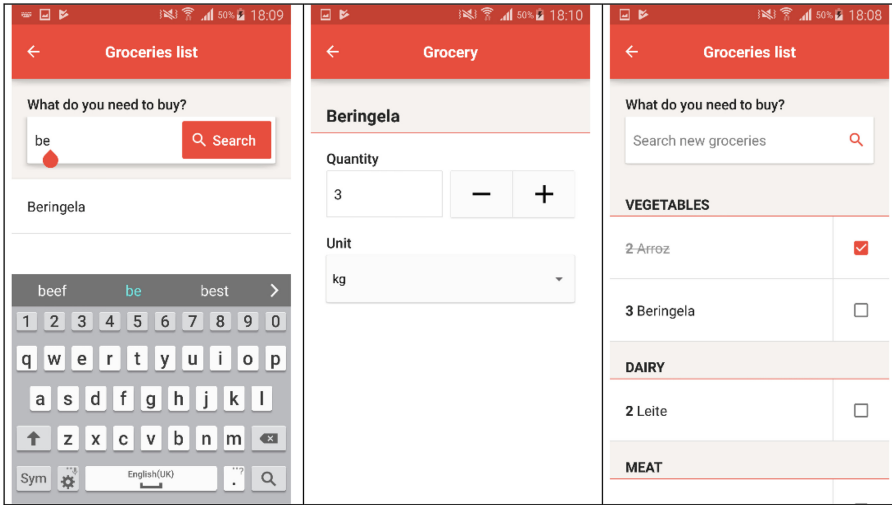 50% 18:09
Groceries list
What do you need to buy?
be
Search
Beringela
beef be best
1 2 3 4 5 6 7 8 9 0
q w e r t y u i o p
a s d f g h j k l
z x c v b n m
Sym English(UK) . ?
50% 18:10
Grocery
Beringela
Quantity
3
Unit
kg
50% 18:08
Groceries list
What do you need to buy?
Search new groceries
VEGETABLES
2 Arroz
3 Beringela
DAIRY
2 Leite
MEAT